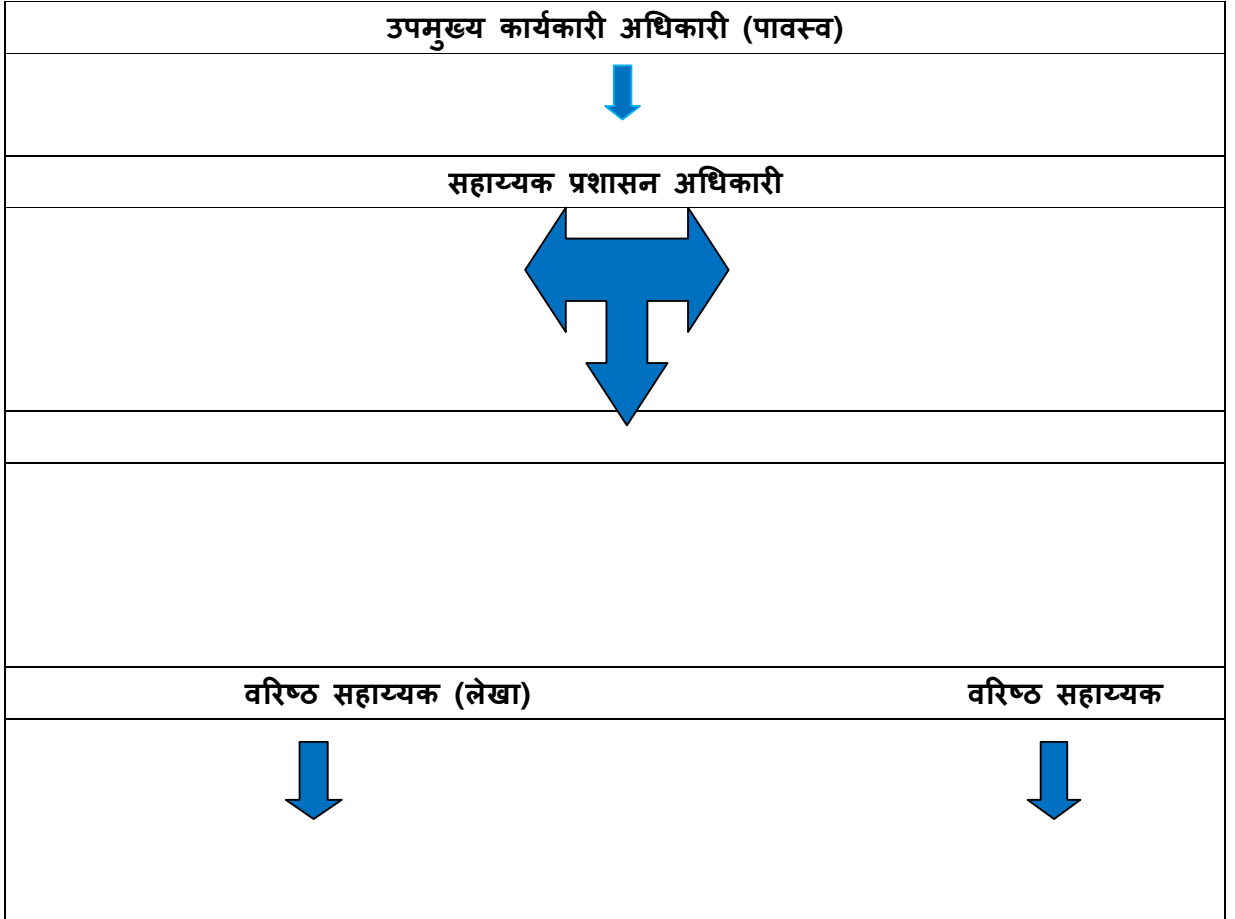 उपमुख्य कार्यकारी अधिकारी (पावस्व)
सहाय्यक प्रशासन अधिकारी
वरिष्ठ सहाय्यक (लेखा) वरिष्ठ सहाय्यक